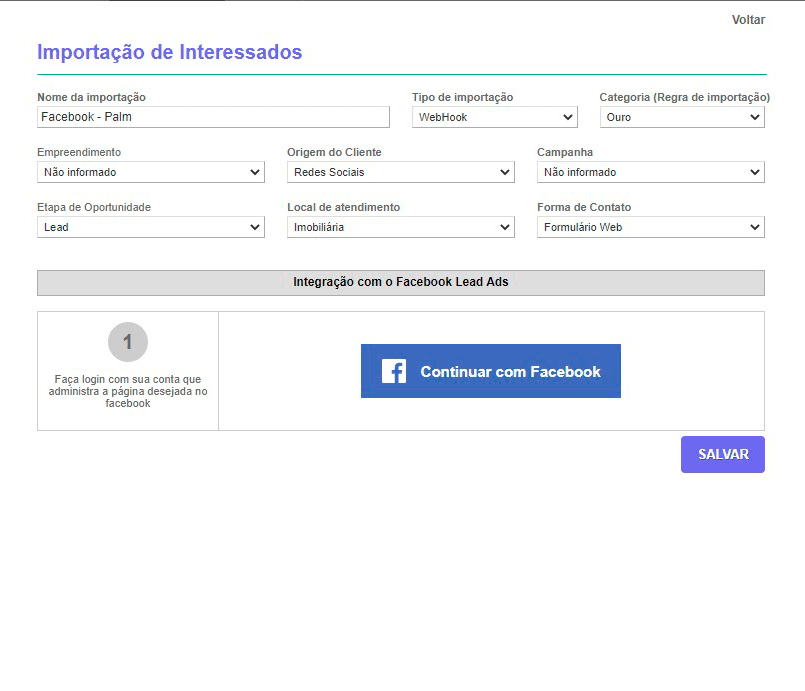 Voltar
Importação de Interessados
Nome da importação
Tipo de importação
Categoria (Regra de importação)
Facebook - Palm
WebHook
Ouro
Empreendimento
Origem do Cliente
Campanha
Não informado
Redes Sociais
Não informado
Etapa de Oportunidade
Local de atendimento
Forma de Contato
Lead
Imobiliária
Formulário Web
Integração com o Facebook Lead Ads
1
Faça login com sua conta que
administra a página desejada no
facebook
Continuar com Facebook
SALVAR